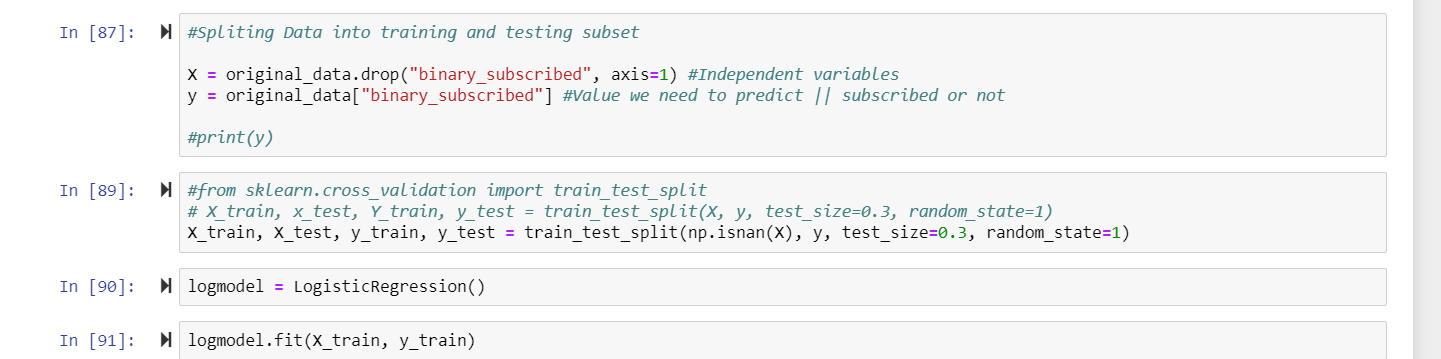 In [87]:
#Spliting Data into training and testing subset
X = original_data.drop("binary_subscribed", axis=1) #Independent variables
y = original_data["binary_subscribed"] #Value we need to predict || subscribed or not
#print(y)
In [89]:
#from sklearn.cross_validation import train_test_split
# X_train, x_test, Y_train, y_test = train_test_split(X, y, test_size=0.3, random_state=1)
X_train, X_test, y_train, y_test = train_test_split(np.isnan(X), y, test_size=0.3, random_state=1)
In [90]:
logmodel = LogisticRegression()
In [91]:
logmodel.fit(X_train, y_train)